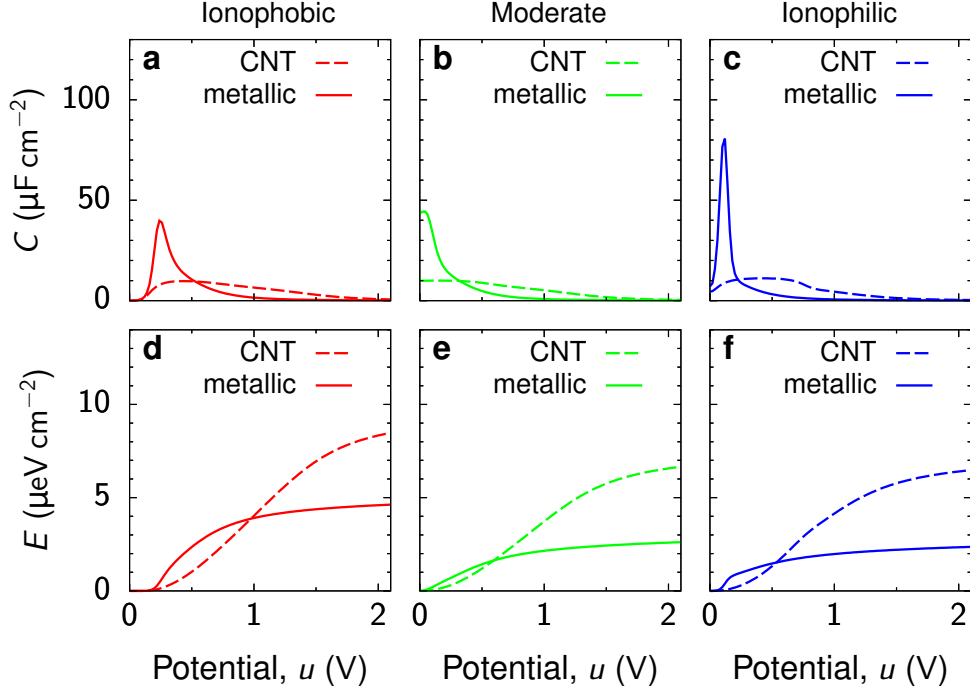 Ionophobic Moderate Ionophilic
a CNT metallic
b CNT metallic
c CNT metallic
C (μF cm−2)
100
50
0
d CNT metallic
e CNT metallic
f CNT metallic
E (μeV cm−2)
10
5
0
0 1 2 0 1 2 0 1 2
Potential, u (V) Potential, u (V) Potential, u (V)